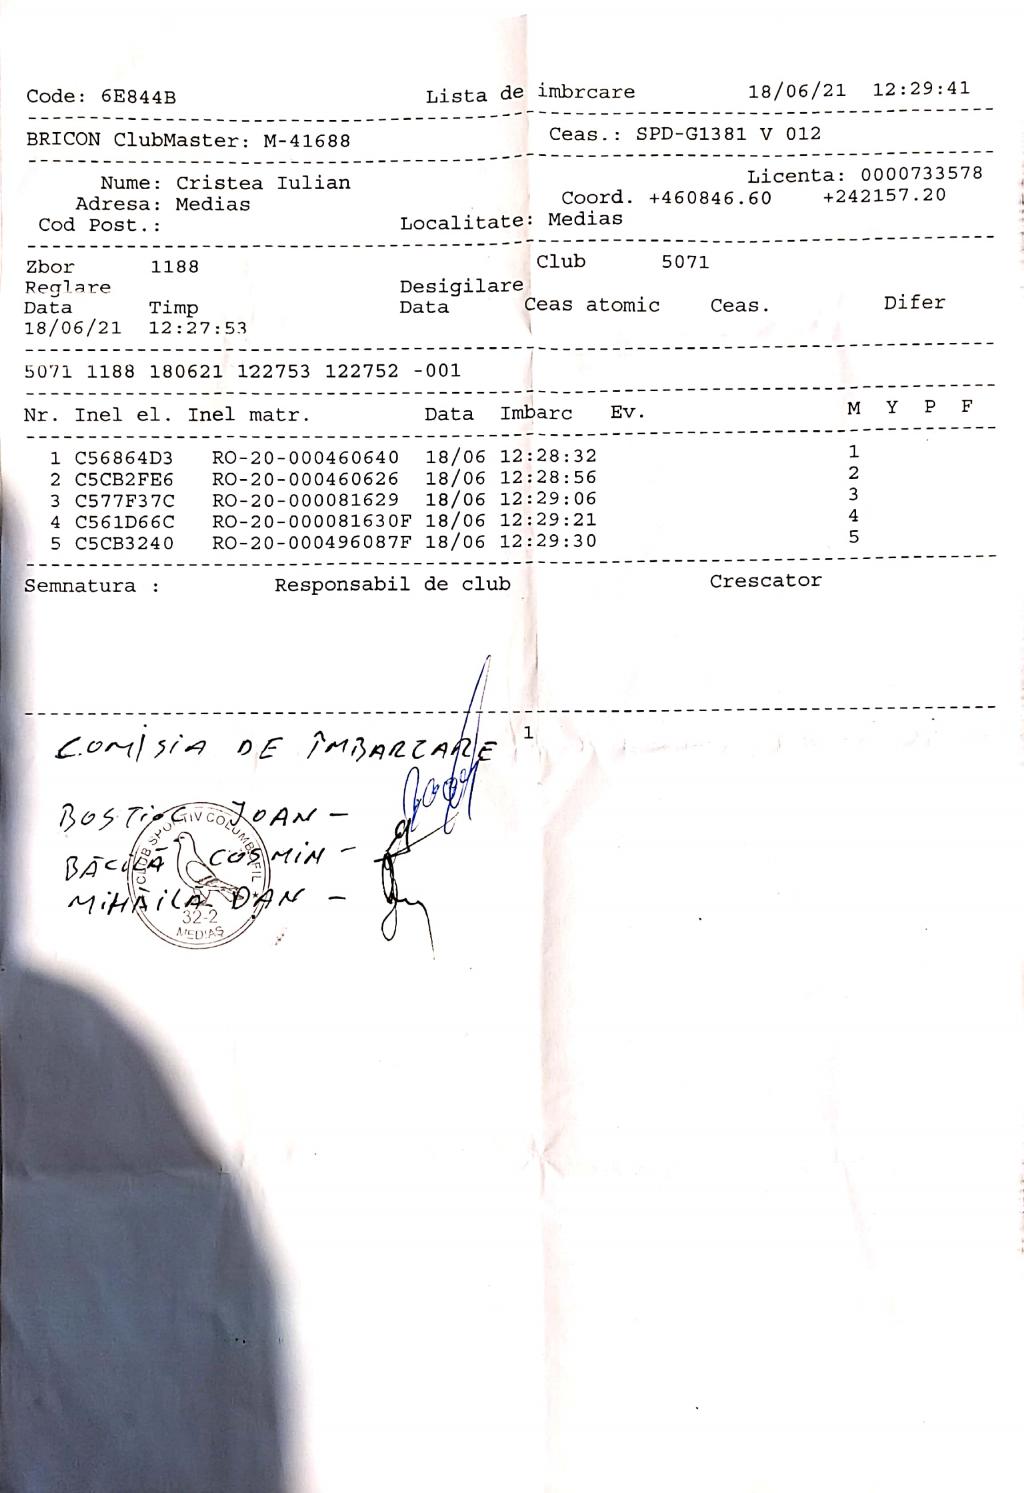 Code: 6E844B Lista de imbrcare 18/06/21 12:29:41
BRICON ClubMaster: M-41688 Ceas.: SPD-G1381 V 012
Nume: Cristea Iulian Licenta: 0000733578
Adresa: Medias Coord. +460846.60 +242157.20
Cod Post.: Localitate: Medias
Zbor 1188 Club 5071
Reglare Desigilare
Data Timp Data Ceas atomic Ceas. Difer
18/06/21 12:27:53
5071 1188 180621 122753 122752 -001
Nr. Inel el. Inel matr. Data Imbarc Ev. M Y P F
1 C56864D3 RO-20-000460640 18/06 12:28:32 1
2 C5CB2FE6 RO-20-000460626 18/06 12:28:56 2
3 C577F37C RO-20-000081629 18/06 12:29:06 3
4 C561D66C RO-20-000081630F 18/06 12:29:21 4
5 C5CB3240 RO-20-000496087F 18/06 12:29:30 5
Semnatura : Responsabil de club Crescator
1
COMISIA DE ÎMBARCARE
BOSTIOG IOAN -
BĂCILĂ COSMIN -
MIHAILĂ DAN -
CLUB SPORTIV COLUMBOFIL
32-2
MEDIAȘ